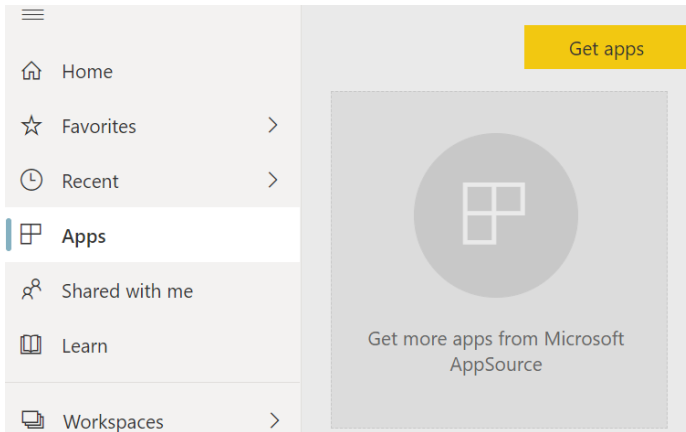 Get apps
Home
Favorites
Recent
Apps
Shared with me
Learn
Workspaces
Get more apps from Microsoft
AppSource